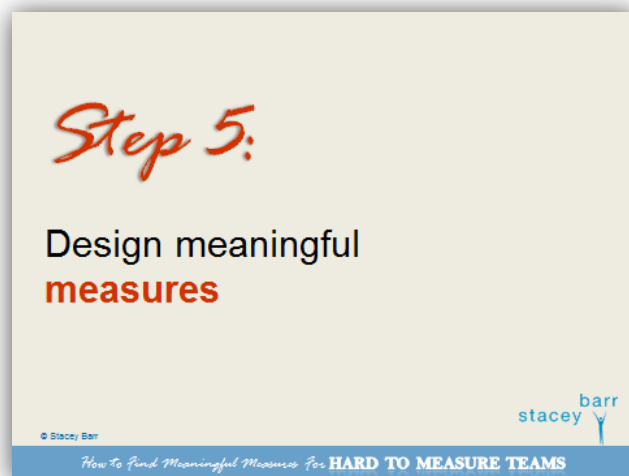 Step 5:
Design meaningful
measures
barr
stacey
© Stacey Barr
How to Find Meaningful Measures For HARD TO MEASURE TEAMS